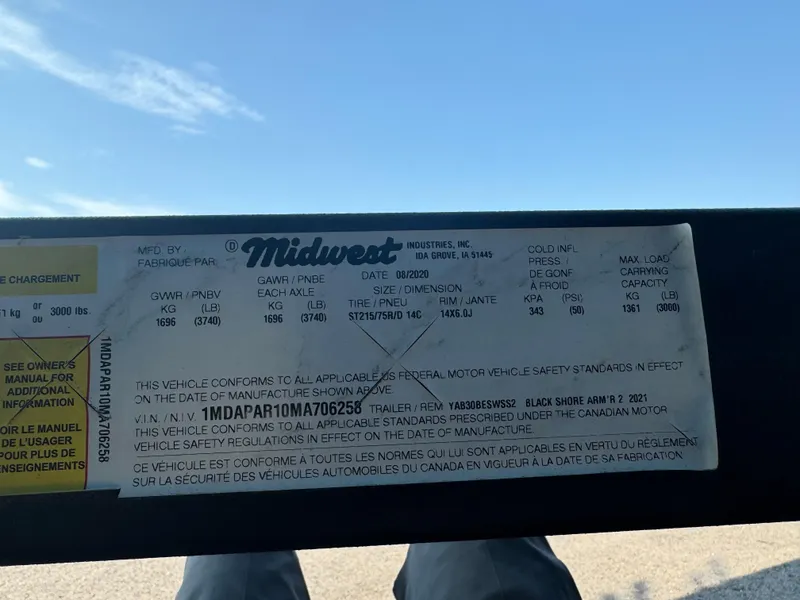 E CHARGEMENT
1 kg or ou 3000 lbs.
SEE OWNER'S
MANUAL FOR
ADDITIONAL
INFORMATION
OIR LE MANUEL
DE L'USAGER
POUR PLUS DE
ENSEIGNEMENTS
1MDAPAR10MA706258
MFD. BY
FABRIQUÉ PAR
D Midwest INDUSTRIES, INC.
IDA GROVE, IA 51445
DATE 08/2020
GVWR / PNBV
KG (LB)
1696 (3740)
GAWR / PNBE
EACH AXLE
KG (LB)
1696 (3740)
SIZE / DIMENSION
TIRE / PNEU RIM / JANTE
ST215/75R/D 14C 14X6.0J
COLD INFL
PRESS. /
DE GONF
À FROID
KPA (PSI)
343 (50)
MAX. LOAD
CARRYING
CAPACITY
KG (LB)
1361 (3000)
THIS VEHICLE CONFORMS TO ALL APPLICABLE US FEDERAL MOTOR VEHICLE SAFETY STANDARDS IN EFFECT
ON THE DATE OF MANUFACTURE SHOWN ABOVE.
V.I.N. / N.I.V. 1MDAPAR10MA706258 TRAILER / REM YAB30BESWSS2 BLACK SHORE ARM'R 2 2021
THIS VEHICLE CONFORMS TO ALL APPLICABLE STANDARDS PRESCRIBED UNDER THE CANADIAN MOTOR
VEHICLE SAFETY REGULATIONS IN EFFECT ON THE DATE OF MANUFACTURE.
CE VÉHICULE EST CONFORME À TOUTES LES NORMES QUI LUI SONT APPLICABLES EN VERTU DU RÈGLEMENT
SUR LA SÉCURITÉ DES VÉHICULES AUTOMOBILES DU CANADA EN VIGUEUR À LA DATE DE SA FABRICATION